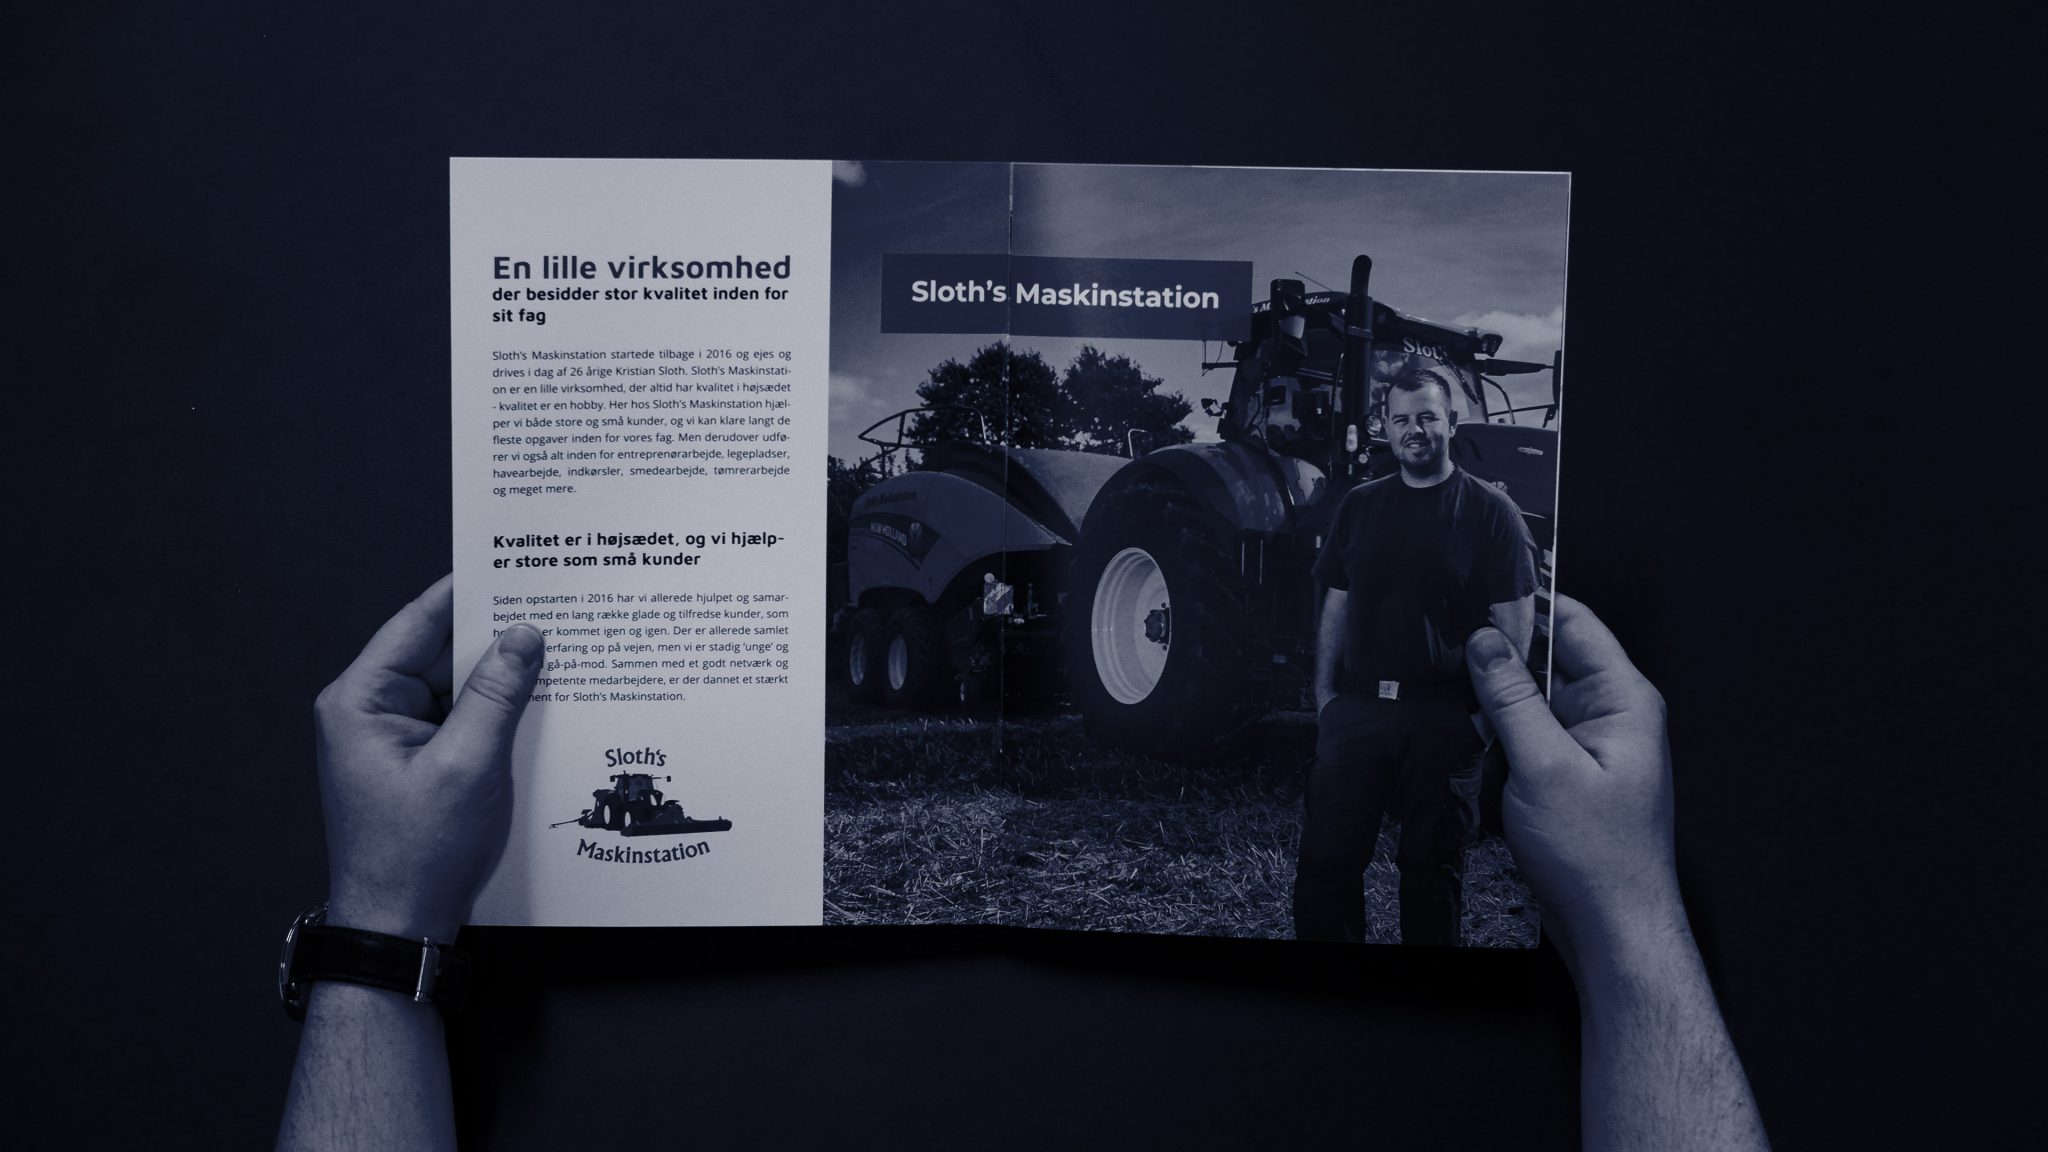 En lille virksomhed
der besidder stor kvalitet inden for
sit fag
Sloth's Maskinstation startede tilbage i 2016 og ejes og
drives i dag af 26 årige Kristian Sloth. Sloth's Maskinstati-
on er en lille virksomhed, der altid har kvalitet i højsædet
- kvalitet er en hobby. Her hos Sloth's Maskinstation hjæl-
per vi både store og små kunder, og vi kan klare langt de
fleste opgaver inden for vores fag. Men derudover udfø-
rer vi også alt inden for entreprenørarbejde, legepladser,
havearbejde, indkørsler, smedearbejde, tømrerarbejde
og meget mere.
Kvalitet er i højsædet, og vi hjælp-
er store som små kunder
Siden opstarten i 2016 har vi allerede hjulpet og samar-
bejdet med en lang række glade og tilfredse kunder, som
er kommet igen og igen. Der er allerede samlet
erfaring op på vejen, men vi er stadig 'unge' og
gå-på-mod. Sammen med et godt netværk og
medarbejdere, er der dannet et stærkt
for Sloth's Maskinstation.
Sloth's
Maskinstation
Sloth's Maskinstation
Sloth's Maskinstation
NEW HOLLAND